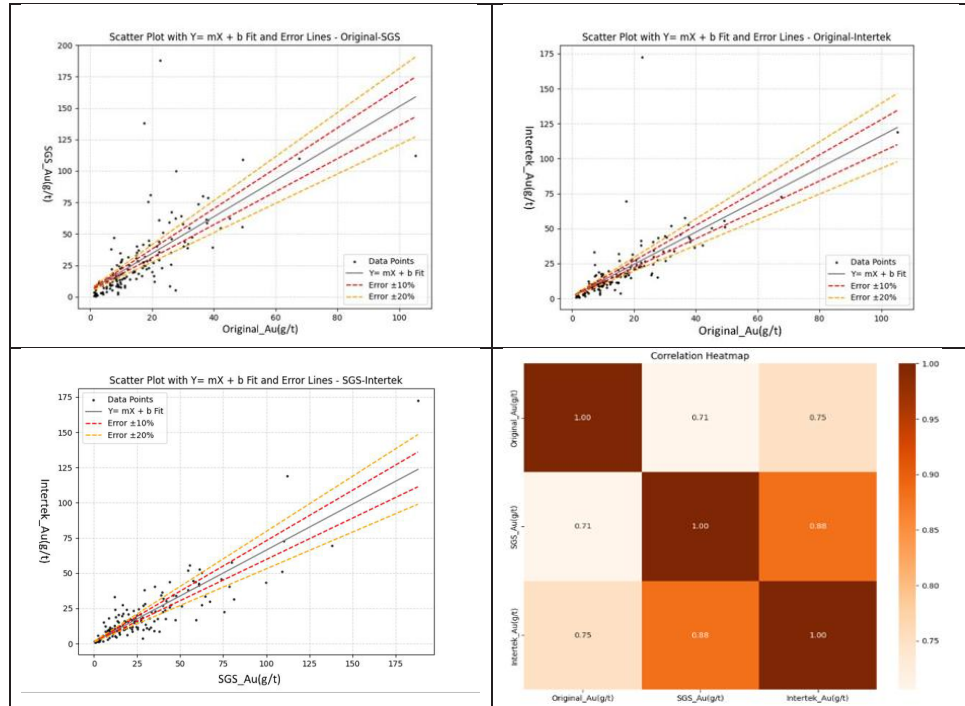 Scatter Plot with Y= mX + b Fit and Error Lines - Original-SGS
200
175
150
125
100
75
50
25
0
SGS_Au(g/t)
Data Points
Y= mX + b Fit
Error ±10%
Error ±20%
0 20 40 60 80 100
Original_Au(g/t)
Scatter Plot with Y= mX + b Fit and Error Lines - Original-Intertek
175
150
125
100
75
50
25
0
Intertek_Au(g/t)
Data Points
Y= mX + b Fit
Error ±10%
Error ±20%
0 20 40 60 80 100
Original_Au(g/t)
Scatter Plot with Y= mX + b Fit and Error Lines - SGS-Intertek
175
150
125
100
75
50
25
0
Intertek_Au(g/t)
Data Points
Y= mX + b Fit
Error ±10%
Error ±20%
0 25 50 75 100 125 150 175
SGS_Au(g/t)
Correlation Heatmap
Original_Au(g/t)
1.00 0.71 0.75
SGS_Au(g/t)
0.71 1.00 0.88
Intertek_Au(g/t)
0.75 0.88 1.00
Original_Au(g/t) SGS_Au(g/t) Intertek_Au(g/t)
1.00
0.95
0.90
0.85
0.80
0.75